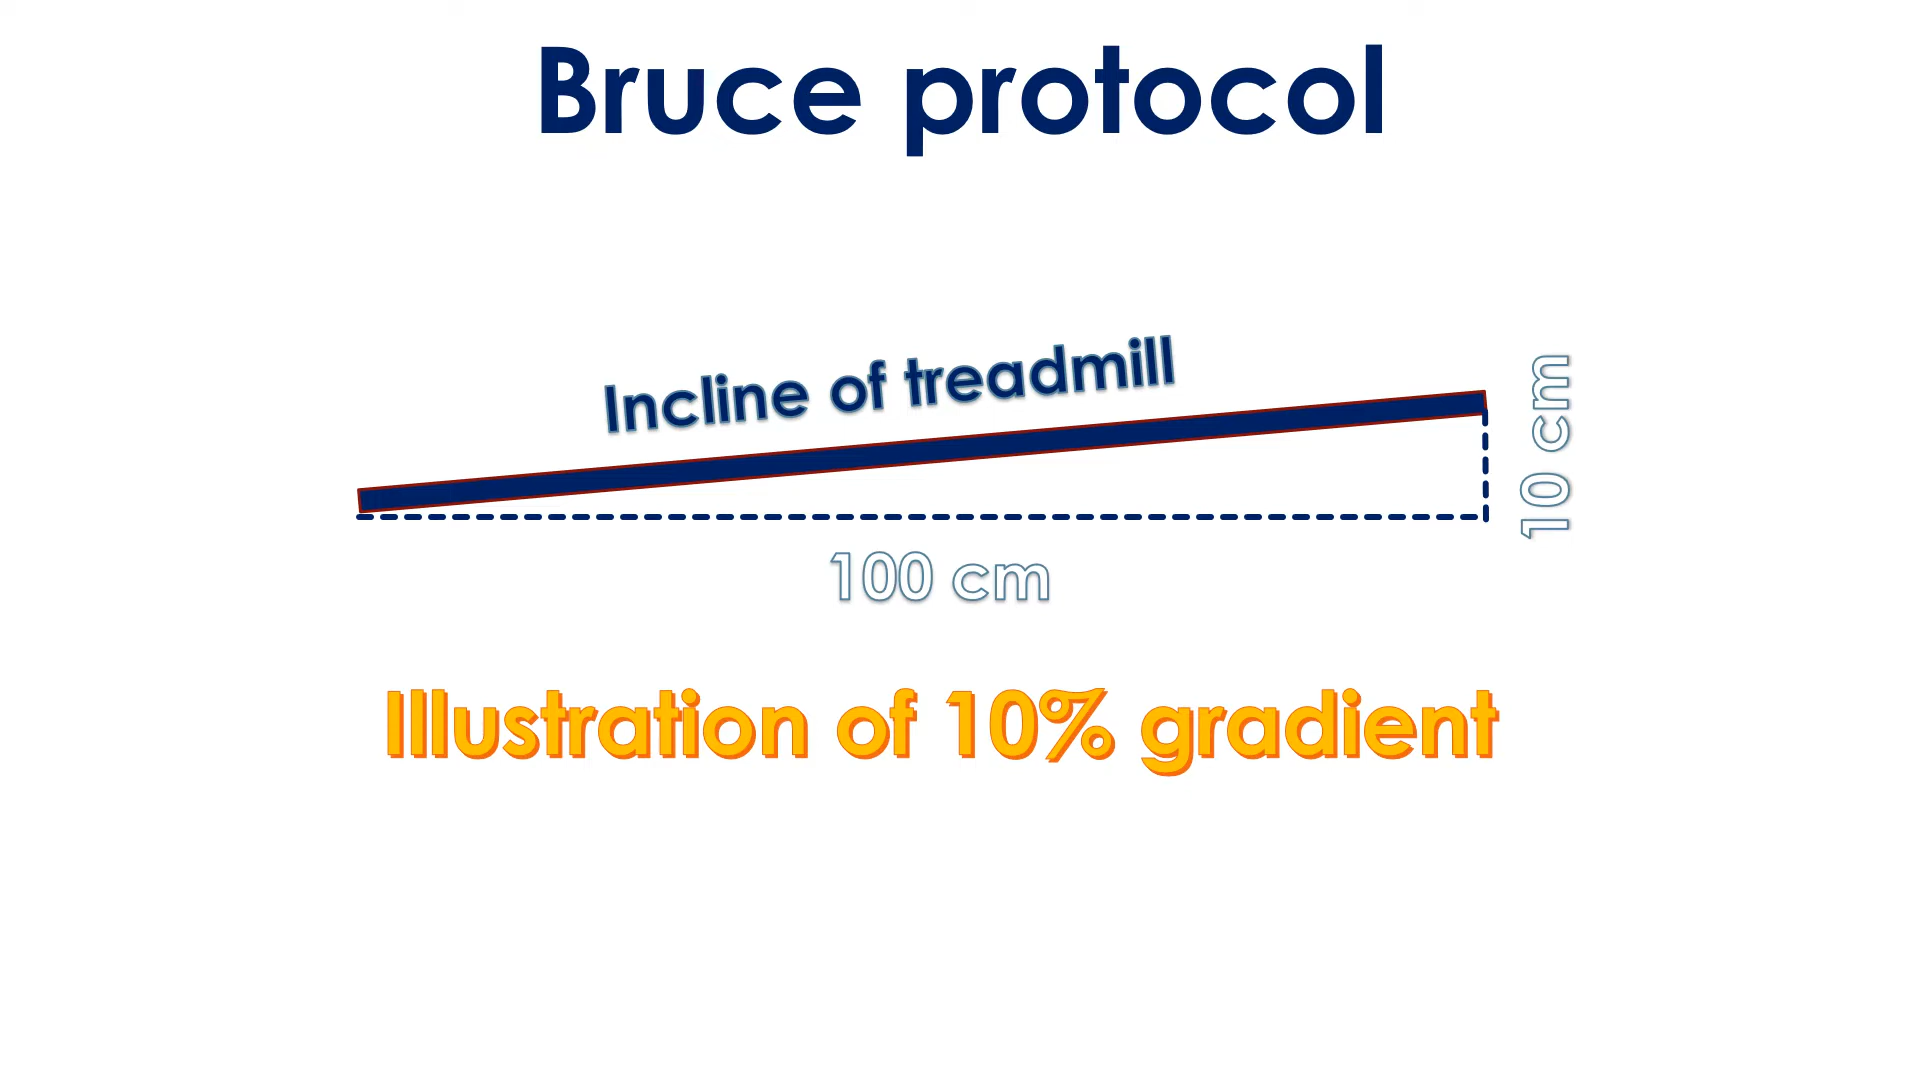 Bruce protocol
Incline of treadmill
10 cm
100 cm
Illustration of 10% gradient